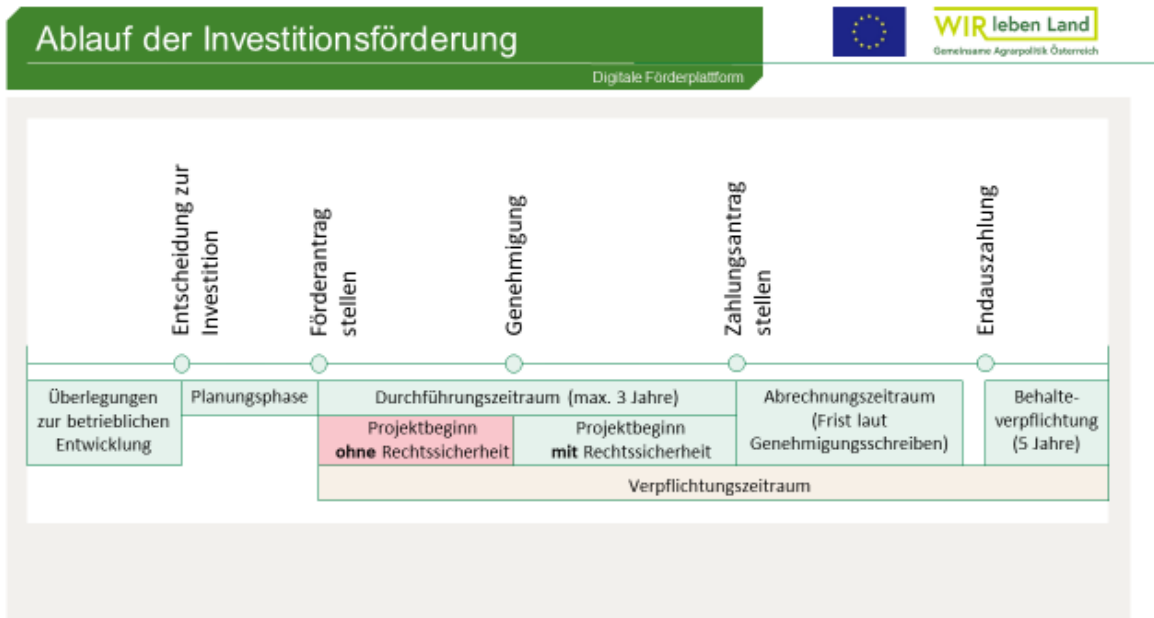 Ablauf der Investitionsförderung
Digitale Förderplattform
WIR leben Land
Gemeinsame Agrarpolitik Österreich
Entscheidung zur
Investition
Förderantrag
stellen
Genehmigung
Zahlungsantrag
stellen
Endauszahlung
Überlegungen
zur betrieblichen
Entwicklung
Planungsphase
Durchführungszeitraum (max. 3 Jahre)
Projektbeginn
ohne Rechtssicherheit
Projektbeginn
mit Rechtssicherheit
Abrechnungszeitraum
(Frist laut
Genehmigungsschreiben)
Behalte-
verpflichtung
(5 Jahre)
Verpflichtungszeitraum